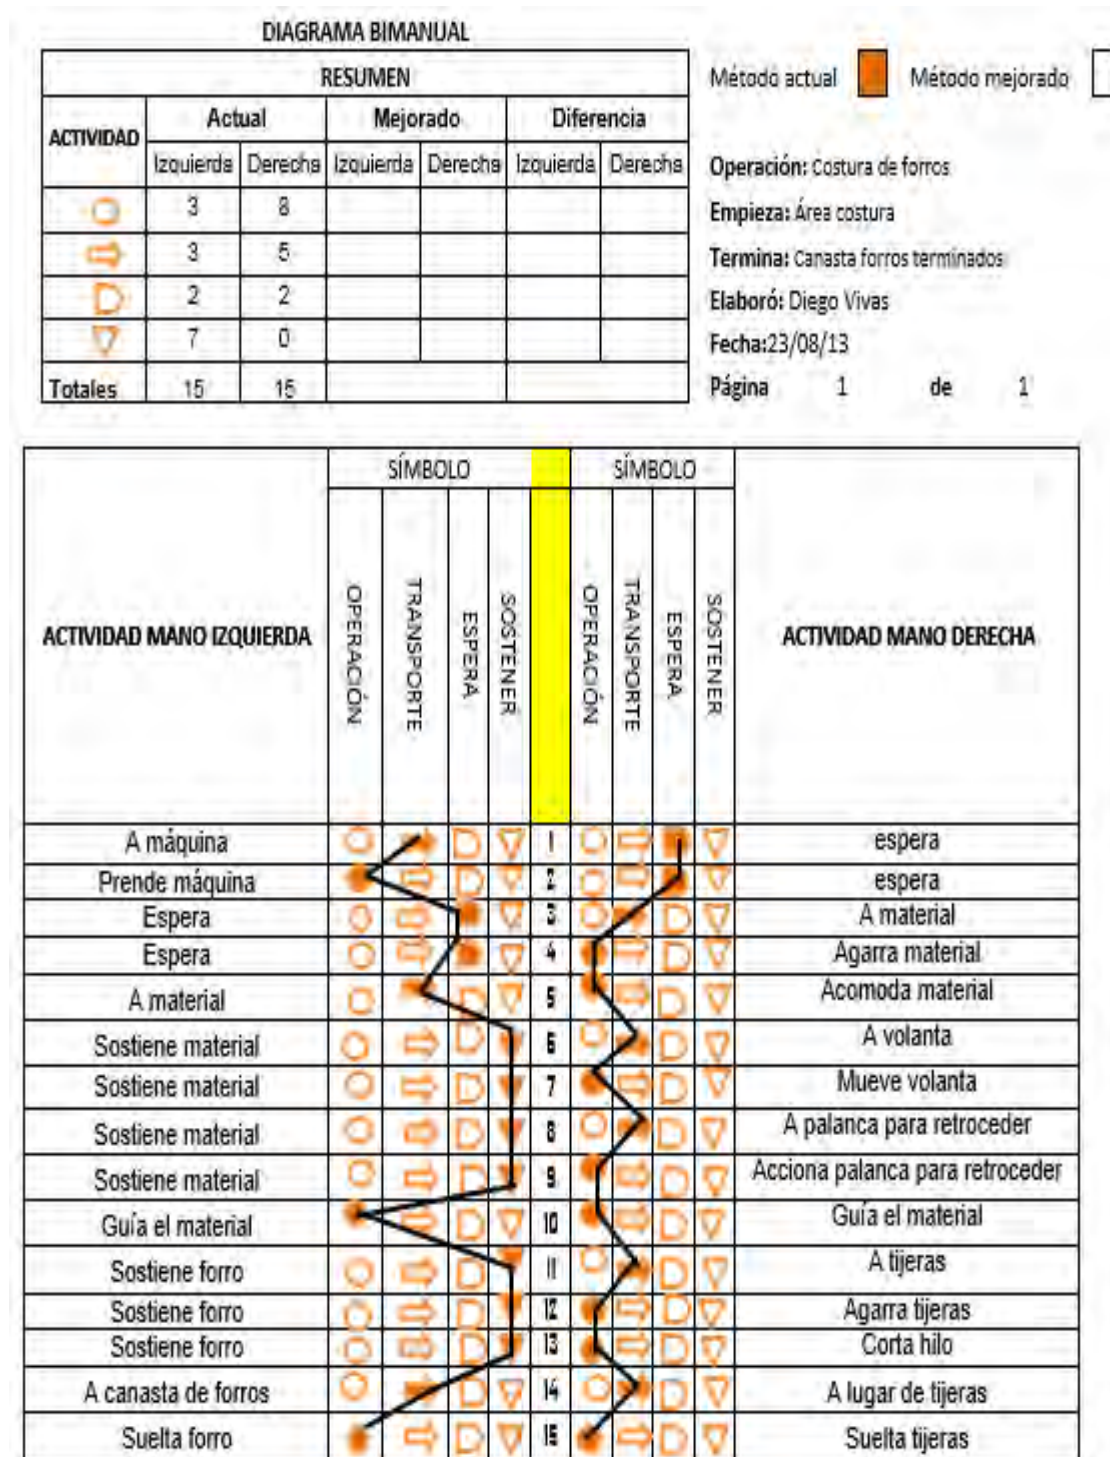 DIAGRAMA BIMANUAL
RESUMEN
ACTIVIDAD Actual Mejorado Diferencia
Izquierda Derecha Izquierda Derecha Izquierda Derecha
3 8
3 5
2 2
7 0
Totales 15 15
Método actual Método mejorado
Operación: Costura de forros
Empieza: Área costura
Termina: Canasta forros terminados
Elaboró: Diego Vivas
Fecha:23/08/13
Página 1 de 1
SÍMBOLO SÍMBOLO
ACTIVIDAD MANO IZQUIERDA OPERACIÓN TRANSPORTE ESPERA SOSTENER OPERACIÓN TRANSPORTE ESPERA SOSTENER ACTIVIDAD MANO DERECHA
A máquina 1 espera
Prende máquina 2 espera
Espera 3 A material
Espera 4 Agarra material
A material 5 Acomoda material
Sostiene material 6 A volanta
Sostiene material 7 Mueve volanta
Sostiene material 8 A palanca para retroceder
Sostiene material 9 Acciona palanca para retroceder
Guía el material 10 Guía el material
Sostiene forro 11 A tijeras
Sostiene forro 12 Agarra tijeras
Sostiene forro 13 Corta hilo
A canasta de forros 14 A lugar de tijeras
Suelta forro 15 Suelta tijeras